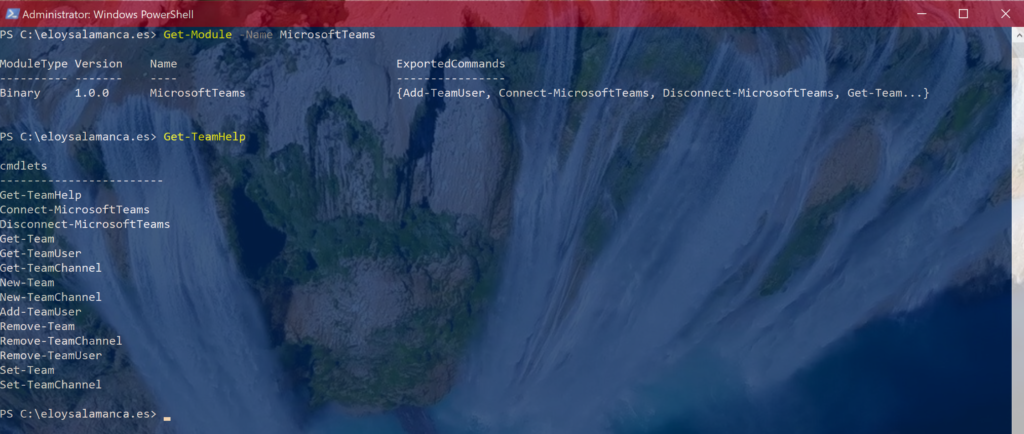 Administrator: Windows PowerShell
PS C:\eloysalamanca.es> Get-Module -Name MicrosoftTeams
ModuleType Version    Name                                ExportedCommands
---------- -------    ----                                ----------------
Binary     1.0.0      MicrosoftTeams                      {Add-TeamUser, Connect-MicrosoftTeams, Disconnect-MicrosoftTeams, Get-Team...}
PS C:\eloysalamanca.es> Get-TeamHelp
cmdlets
------------------------
Get-TeamHelp
Connect-MicrosoftTeams
Disconnect-MicrosoftTeams
Get-Team
Get-TeamUser
Get-TeamChannel
New-Team
New-TeamChannel
Add-TeamUser
Remove-Team
Remove-TeamChannel
Remove-TeamUser
Set-Team
Set-TeamChannel
PS C:\eloysalamanca.es>